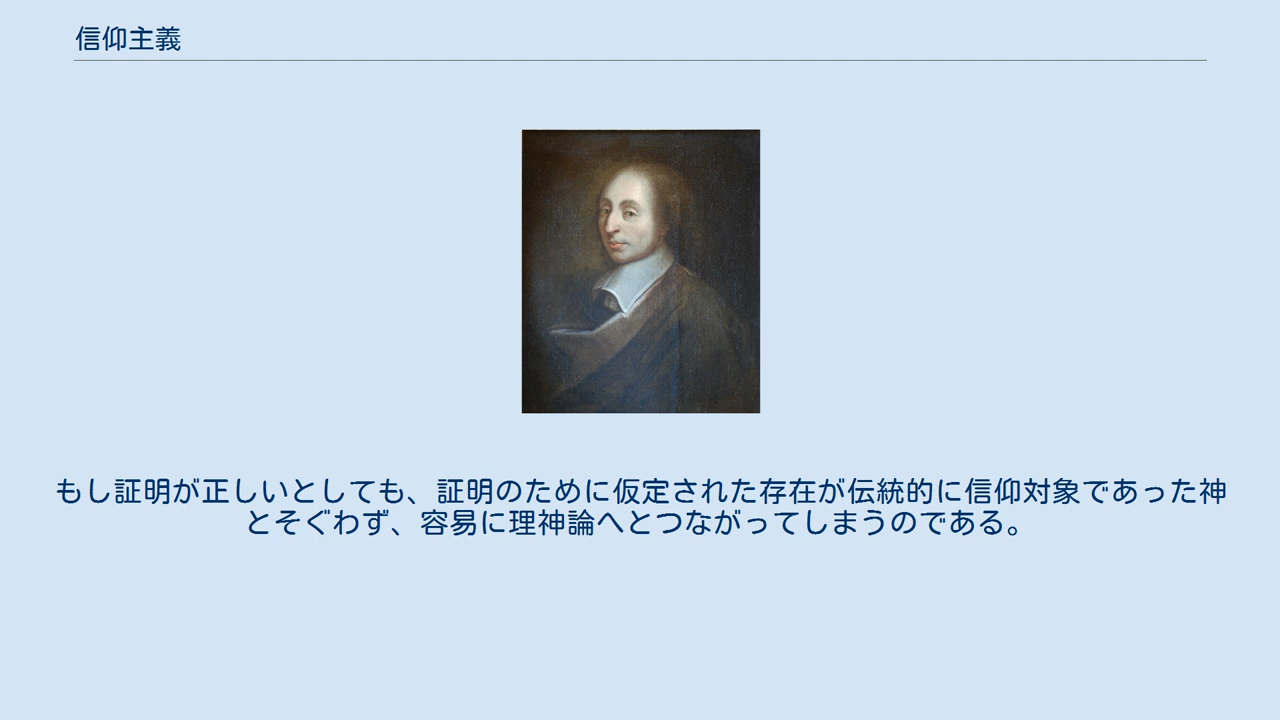 信仰主義
もし証明が正しいとしても、証明のために仮定された存在が伝統的に信仰対象であった神
とそぐわず、容易に理神論へとつながってしまうのである。